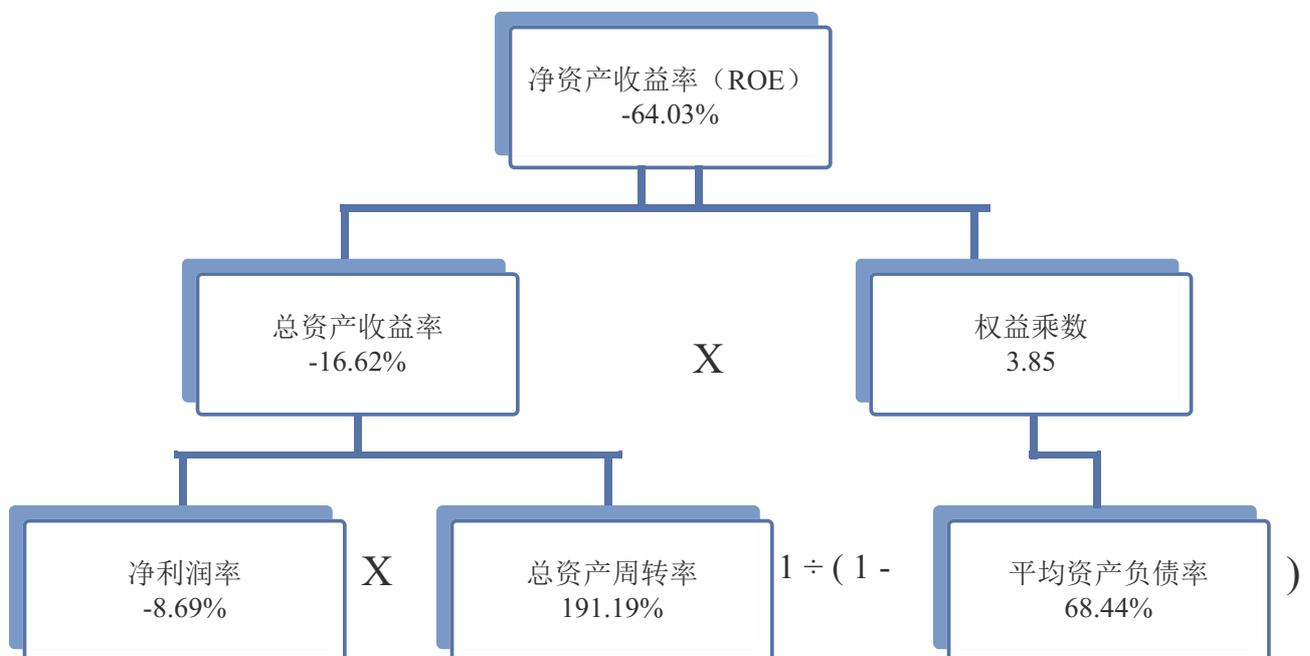 净资产收益率（ROE）
-64.03%
总资产收益率
-16.62%
X
权益乘数
3.85
净利润率
-8.69%
X
总资产周转率
191.19%
1 ÷ ( 1 -
平均资产负债率
68.44%
)